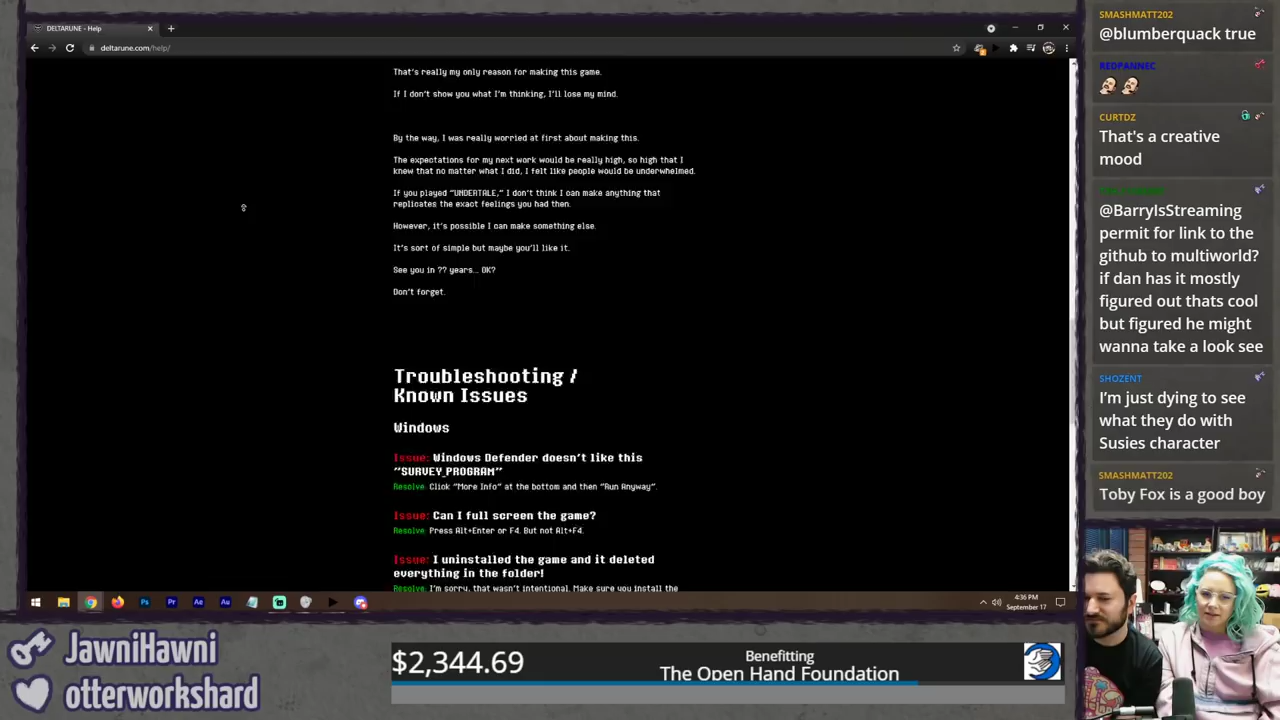 DELTARUNE - Help
deltarune.com/help/
That's really my only reason for making this game.
If I don't show you what I'm thinking, I'll lose my mind.
By the way, I was really worried at first about making this.
The expectations for my next work would be really high, so high that I
knew that no matter what I did, I felt like people would be underwhelmed.
If you played "UNDERTALE," I don't think I can make anything that
replicates the exact feelings you had then.
However, it's possible I can make something else.
It's sort of simple but maybe you'll like it.
See you in ?? years... OK?
Don't forget.
Troubleshooting /
Known Issues
Windows
Issue: Windows Defender doesn't like this
"SURVEY_PROGRAM"
Resolve: Click "More Info" at the bottom and then "Run Anyway".
Issue: Can I full screen the game?
Resolve: Press Alt+Enter or F4. But not Alt+F4.
Issue: I uninstalled the game and it deleted
everything in the folder!
Resolve: I'm sorry, that wasn't intentional. Make sure you install the
Ps
Pr
Ae
Au
4:36 PM
September 17
SMASHMATT202
@blumberquack true
REDPANNEC
CURTDZ
That's a creative
mood
@BarryIsStreaming
permit for link to the
github to multiworld?
if dan has it mostly
figured out thats cool
but figured he might
wanna take a look see
SHOZENT
I'm just dying to see
what they do with
Susies character
SMASHMATT202
Toby Fox is a good boy
JawniHawni
otterworkshard
$2,344.69
Benefitting
The Open Hand Foundation